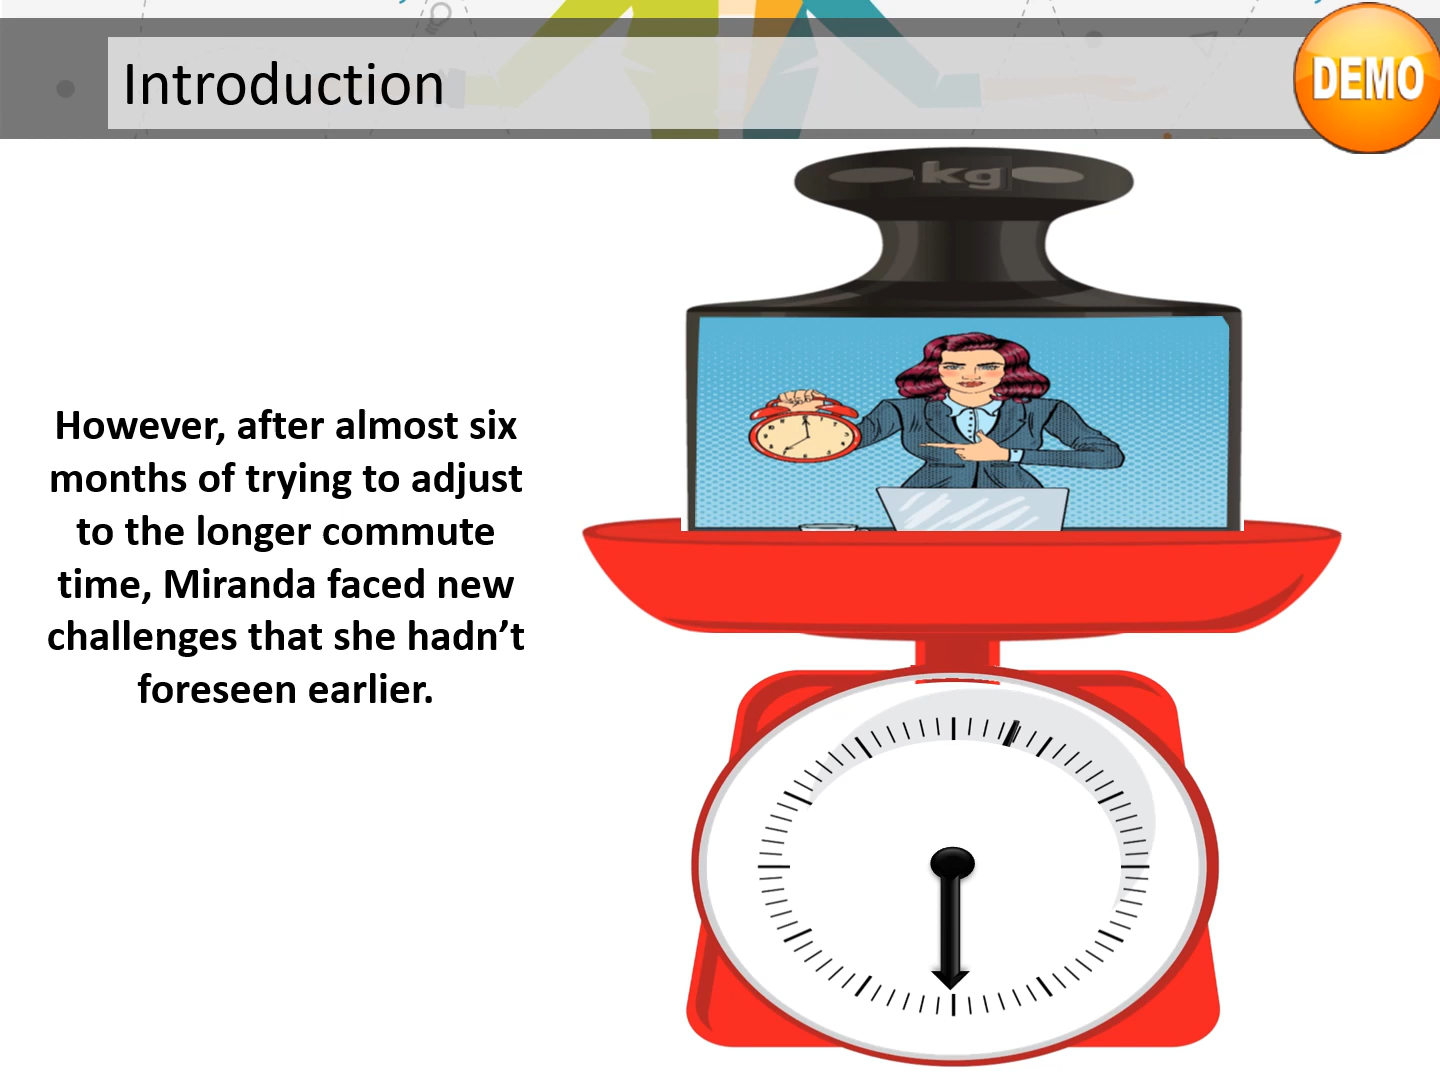 Introduction
DEMO
kg
However, after almost six
months of trying to adjust
to the longer commute
time, Miranda faced new
challenges that she hadn’t
foreseen earlier.